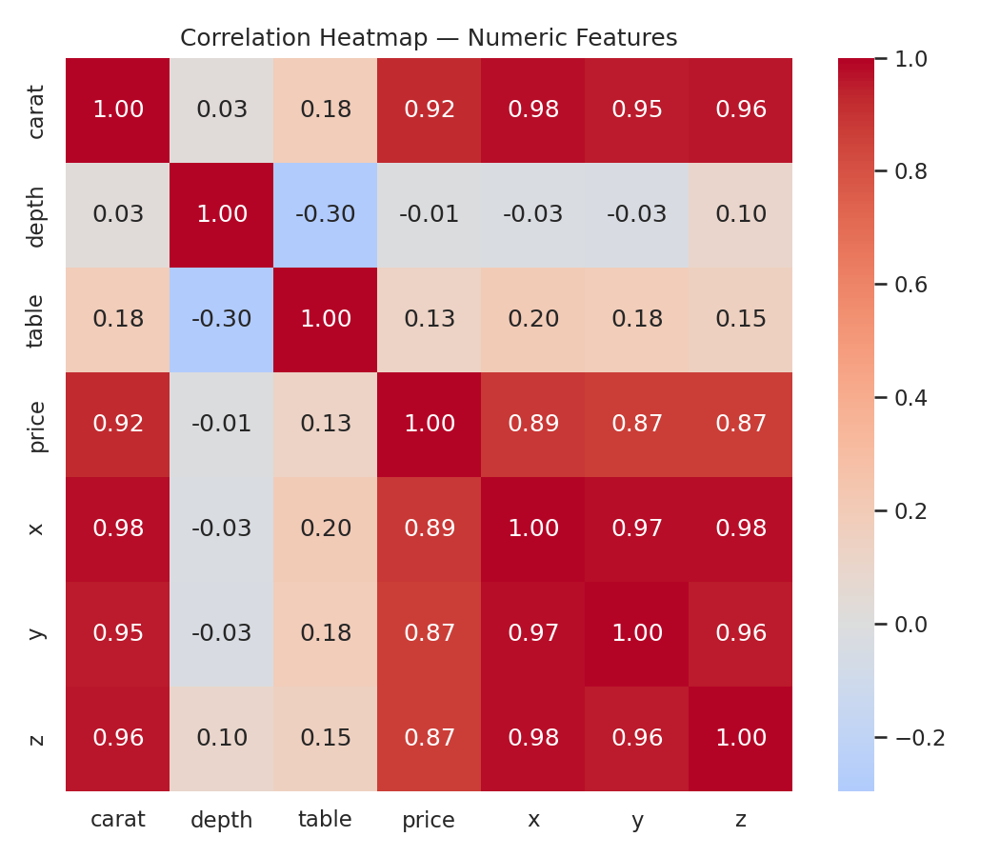 Correlation Heatmap — Numeric Features
carat 1.00 0.03 0.18 0.92 0.98 0.95 0.96
depth 0.03 1.00 -0.30 -0.01 -0.03 -0.03 0.10
table 0.18 -0.30 1.00 0.13 0.20 0.18 0.15
price 0.92 -0.01 0.13 1.00 0.89 0.87 0.87
x 0.98 -0.03 0.20 0.89 1.00 0.97 0.98
y 0.95 -0.03 0.18 0.87 0.97 1.00 0.96
z 0.96 0.10 0.15 0.87 0.98 0.96 1.00
carat depth table price x y z
1.0
0.8
0.6
0.4
0.2
0.0
−0.2